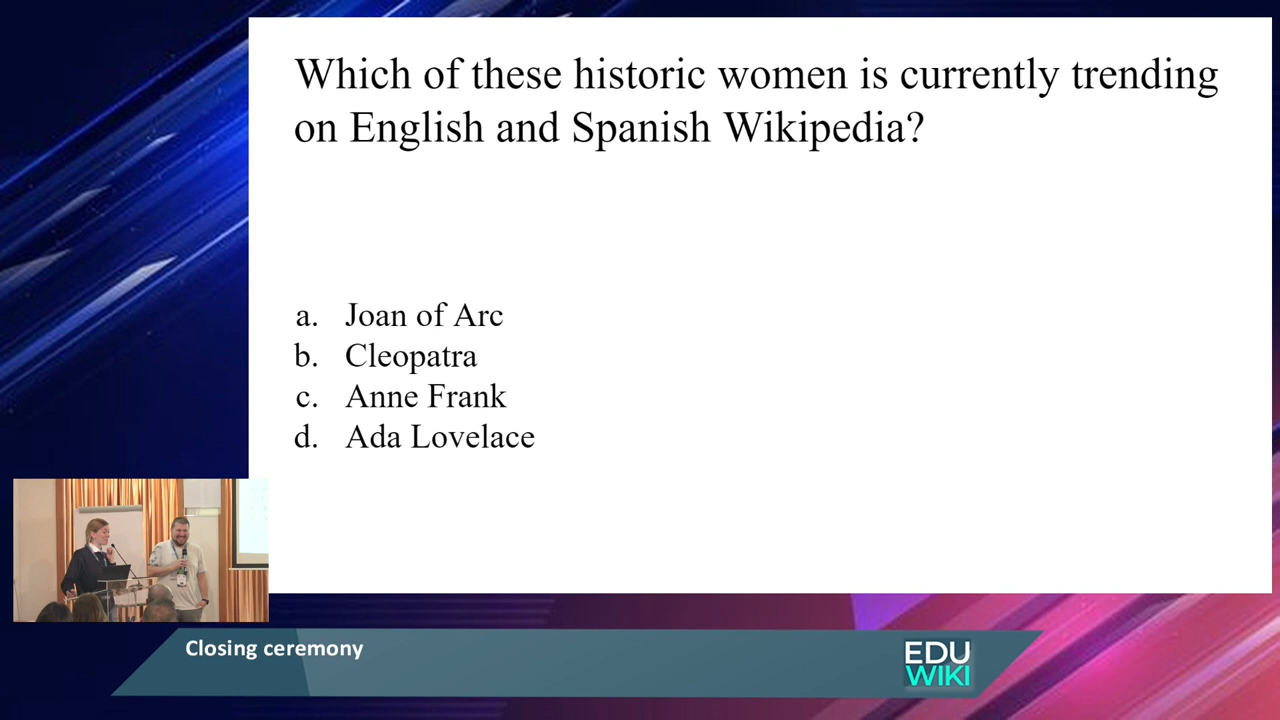 Which of these historic women is currently trending
on English and Spanish Wikipedia?
a. Joan of Arc
b. Cleopatra
c. Anne Frank
d. Ada Lovelace
Closing ceremony
EDU
WIKI